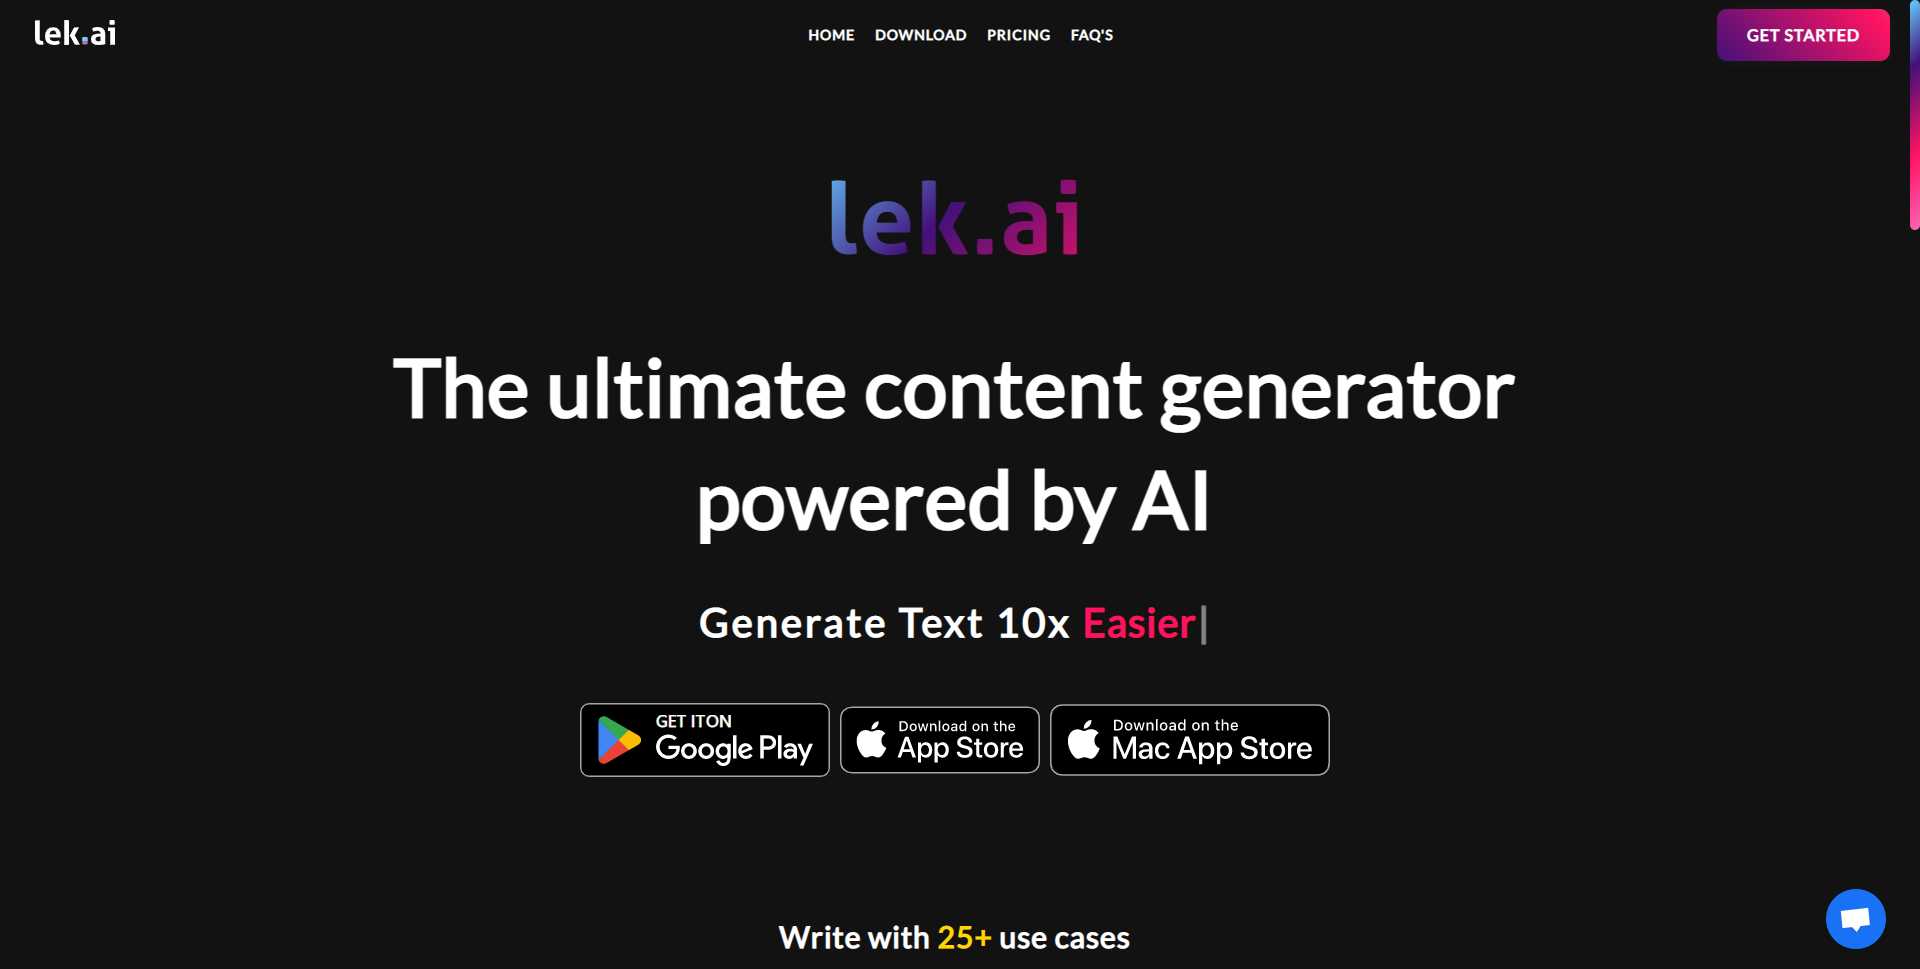 lek.ai
HOME DOWNLOAD PRICING FAQ'S
GET STARTED
lek.ai
The ultimate content generator
powered by AI
Generate Text 10x Easier
GET IT ON
Google Play
Download on the
App Store
Download on the
Mac App Store
Write with 25+ use cases